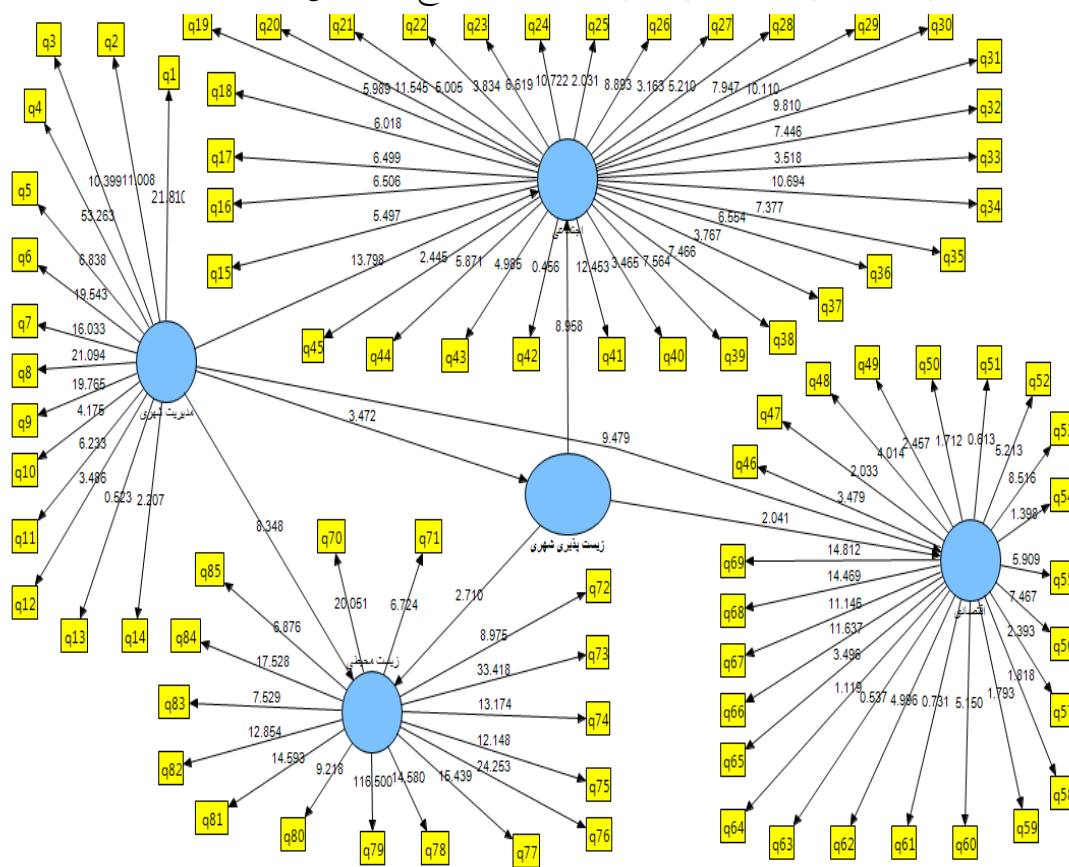 q19 q20 q21 q22 q23 q24 q25 q26 q27 q28 q29 q30
q3 q2 q1
q31
q4 q18 q32
5.989 11.545 5.005 3.834 6.619 10.722 2.031 8.893 3.163 5.210 7.947 10.110
9.810
6.018 7.446
q17 q33
6.499 3.518
q5 10.399 11.008 21.810 q16 q34
53.263 6.506 10.694
5.497 7.377
q6 6.838 q15 6.554 q35
اجتماعی 3.767 q36
19.543 13.798 2.445 5.871 4.985 0.456 12.453 3.465 7.564 7.466
q7 16.033 q37
21.094 q45 q44 q43 q42 q41 q40 q39 q38
q8 8.958
19.765
q9 4.175 مدیریت شهری q48 q49 q50 q51 q52
6.233 3.472 9.479 q47
q10 3.486 q46 4.014 2.457 1.712 0.613 5.213
0.523 2.207 2.033 8.516
q11 3.479 1.398
8.348 2.041
q12 q70 q71 زیست پذیری شهری q69 14.812 5.909
q85 14.469 اقتصادی 7.467
q13 q14 20.051 6.724 2.710 q72 q68 11.146 2.393
6.876 8.975 11.637 1.818
q84 زیست محیطی q73 q67 3.498 1.793
17.528 33.418 1.119 0.537 4.996 0.731 5.150
q83 7.529 13.174 q74 q66
12.854 12.148 q65
q82 14.593 24.253 q75
9.218 116.500 14.580 15.439 q64 q58
q81 q80 q79 q78 q77 q76 q63 q62 q61 q60 q59